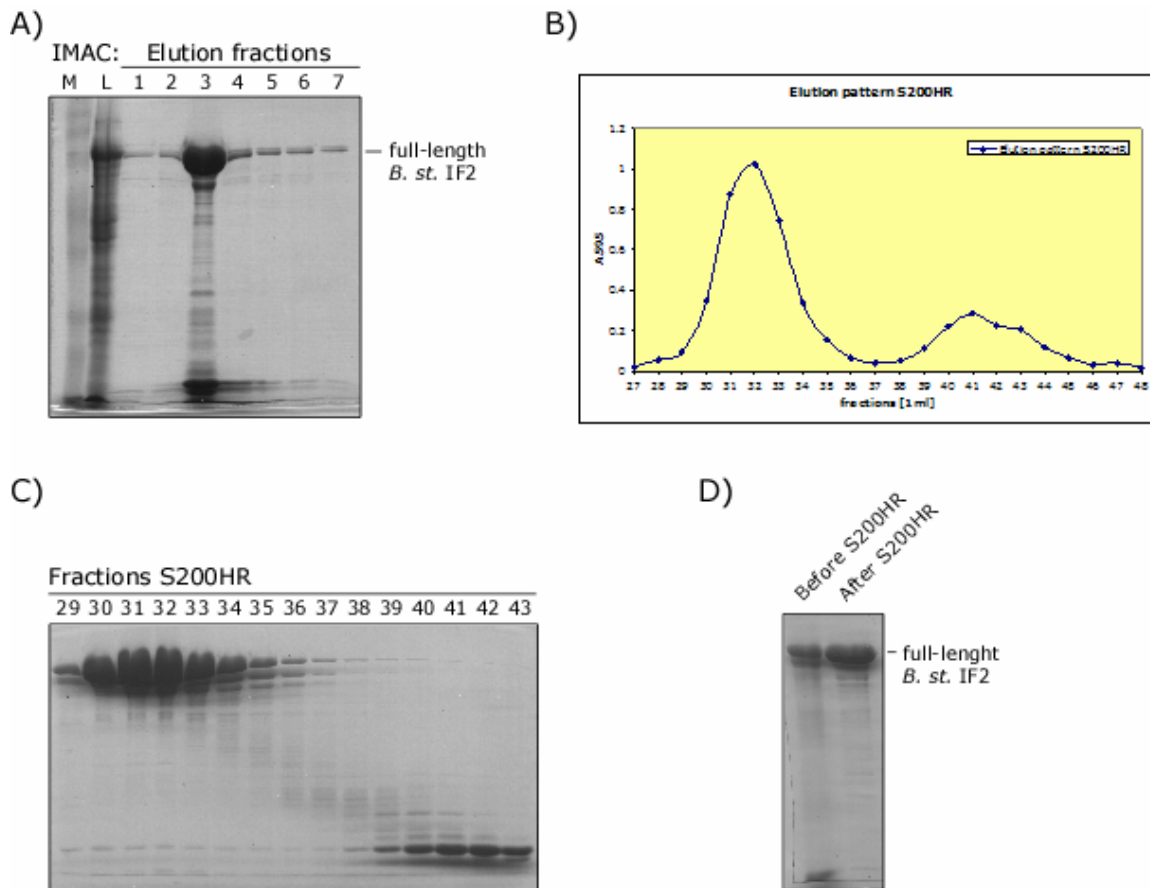 A)
IMAC: Elution fractions
M L 1 2 3 4 5 6 7
full-length
B. st. IF2
B)
Elution pattern S200HR
Elution pattern S200HR
A595
1.2
1
0.8
0.6
0.4
0.2
0
27 28 29 30 31 32 33 34 35 36 37 38 39 40 41 42 43 44 45 46 47 48
fractions [1 ml]
C)
Fractions S200HR
29 30 31 32 33 34 35 36 37 38 39 40 41 42 43
D)
Before S200HR
After S200HR
full-lenght
B. st. IF2